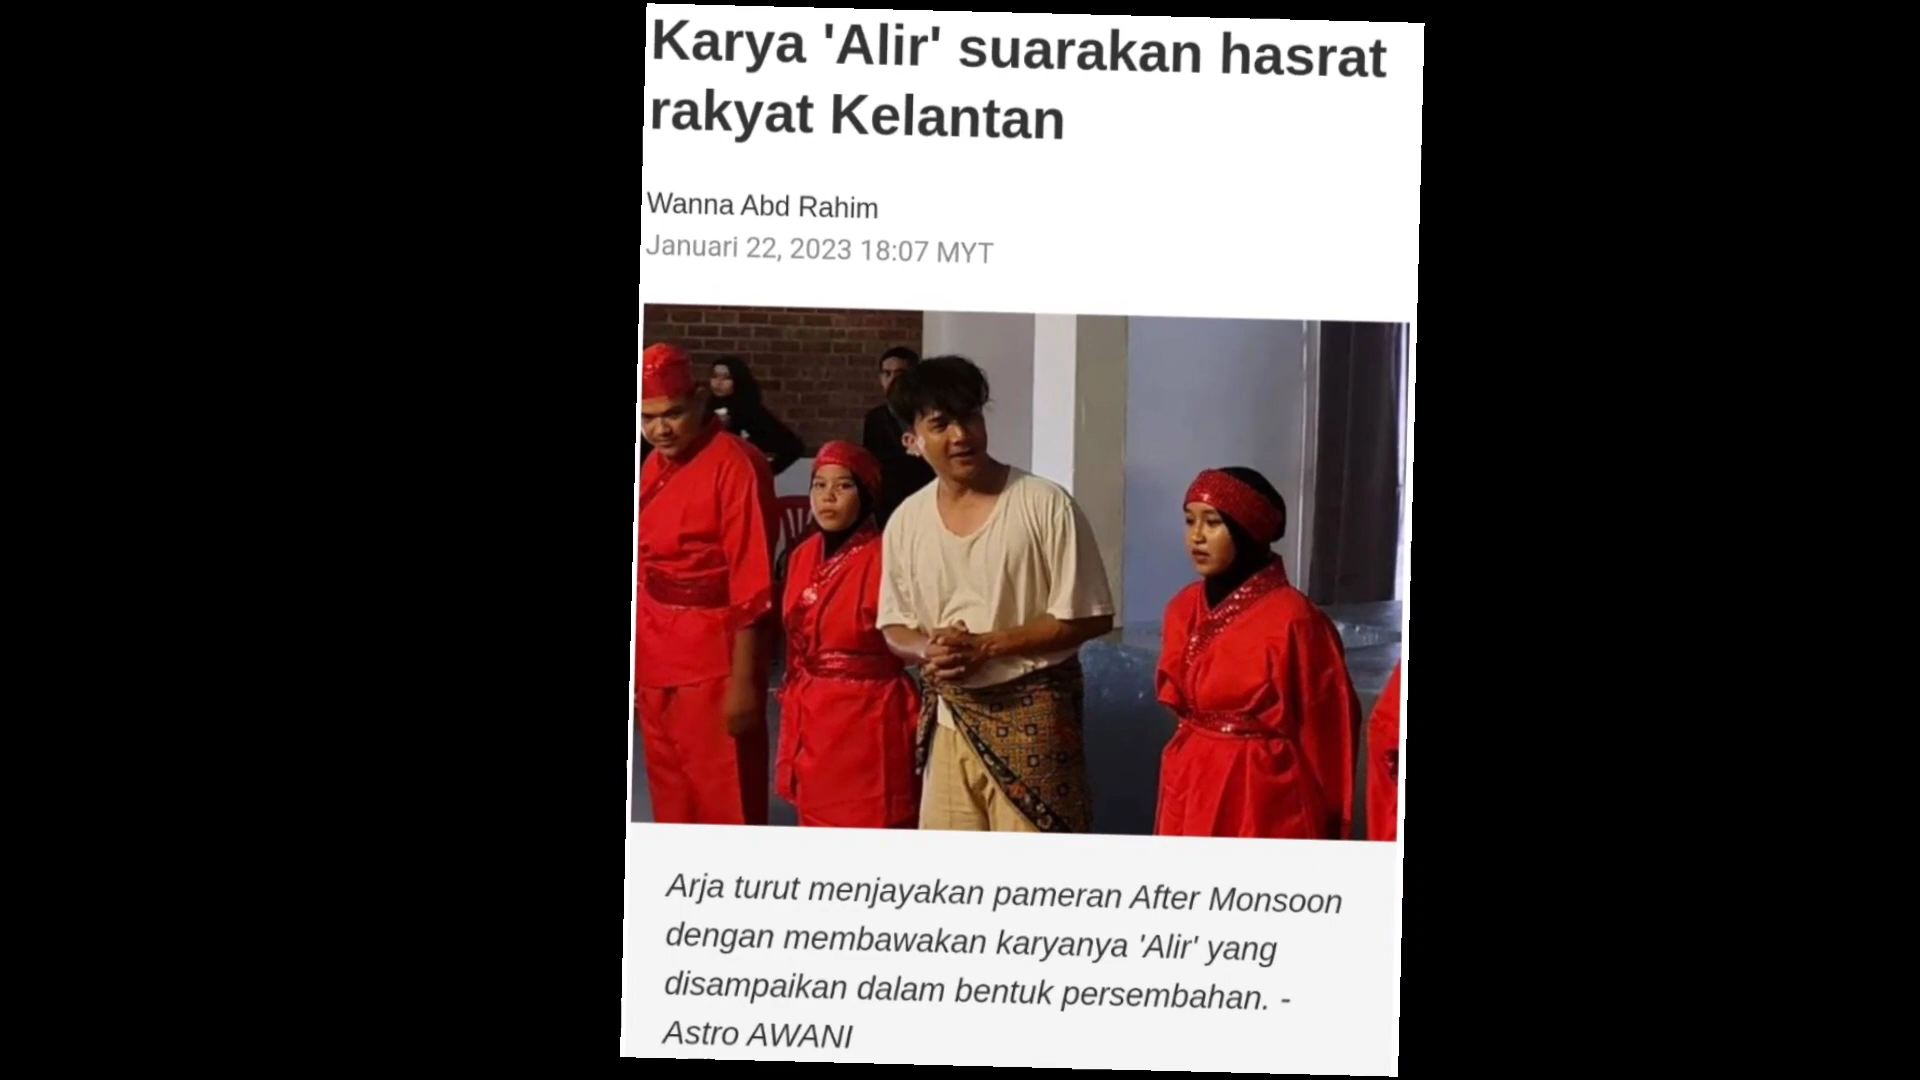 Karya 'Alir' suarakan hasrat
rakyat Kelantan
Wanna Abd Rahim
Januari 22, 2023 18:07 MYT
Arja turut menjayakan pameran After Monsoon
dengan membawakan karyanya 'Alir' yang
disampaikan dalam bentuk persembahan. -
Astro AWANI